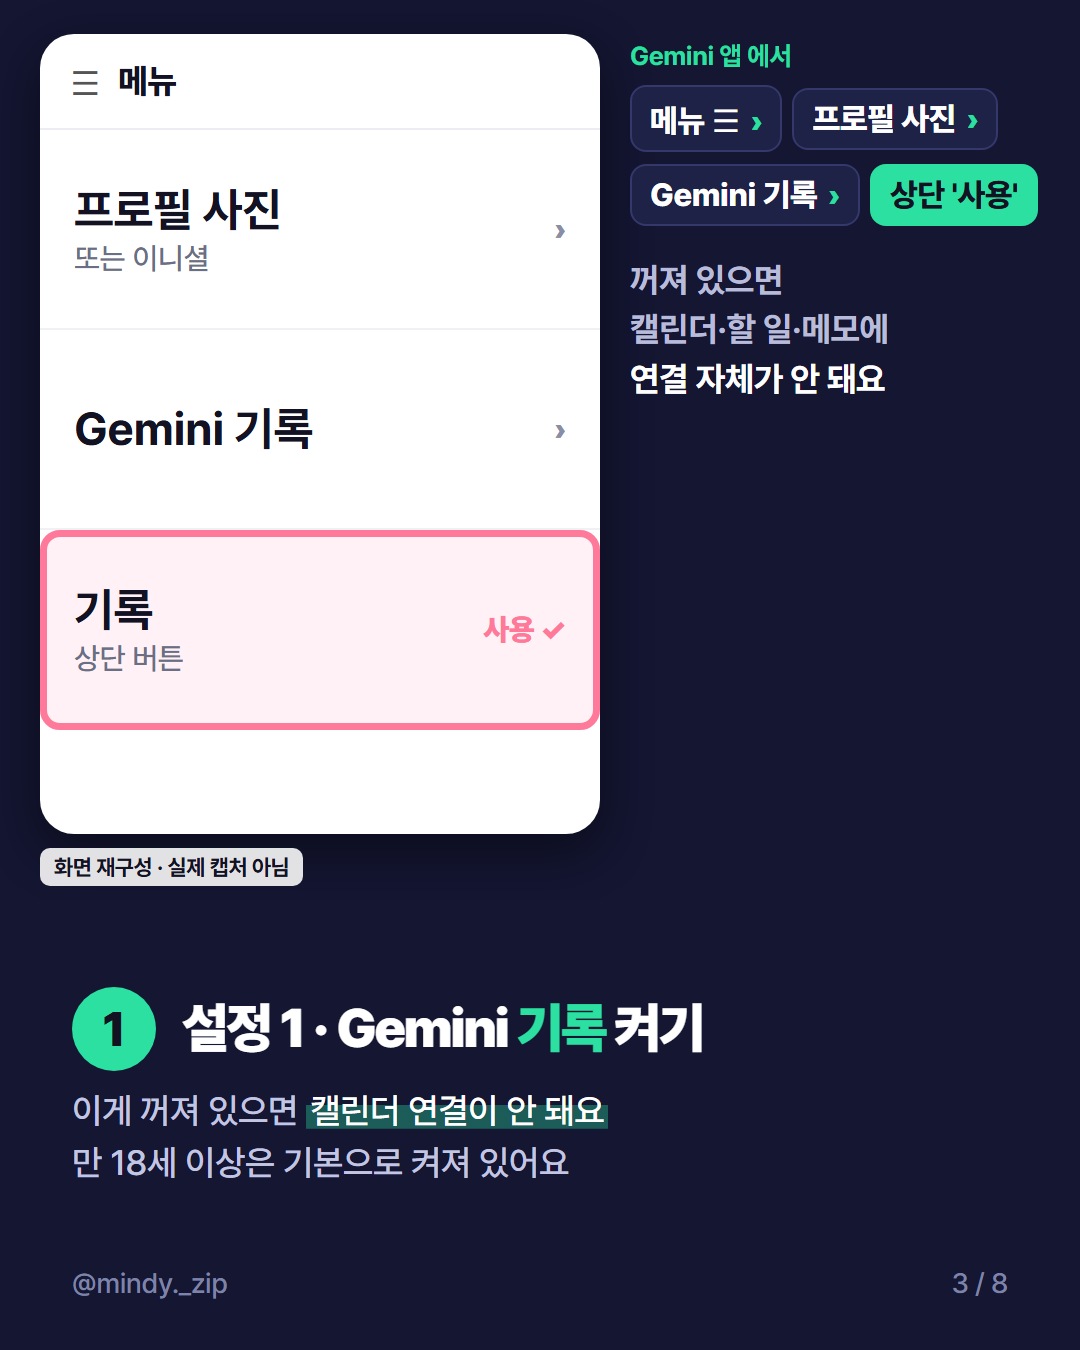 ☰ 메뉴
프로필 사진 ›
또는 이니셜
Gemini 기록 ›
기록
상단 버튼
사용 ✓
화면 재구성 · 실제 캡처 아님
Gemini 앱 에서
메뉴 ☰ › 프로필 사진 ›
Gemini 기록 › 상단 '사용'
꺼져 있으면
캘린더·할 일·메모에
연결 자체가 안 돼요
1 설정 1 · Gemini 기록 켜기
이게 꺼져 있으면 캘린더 연결이 안 돼요
만 18세 이상은 기본으로 켜져 있어요
@mindy._zip 3 / 8